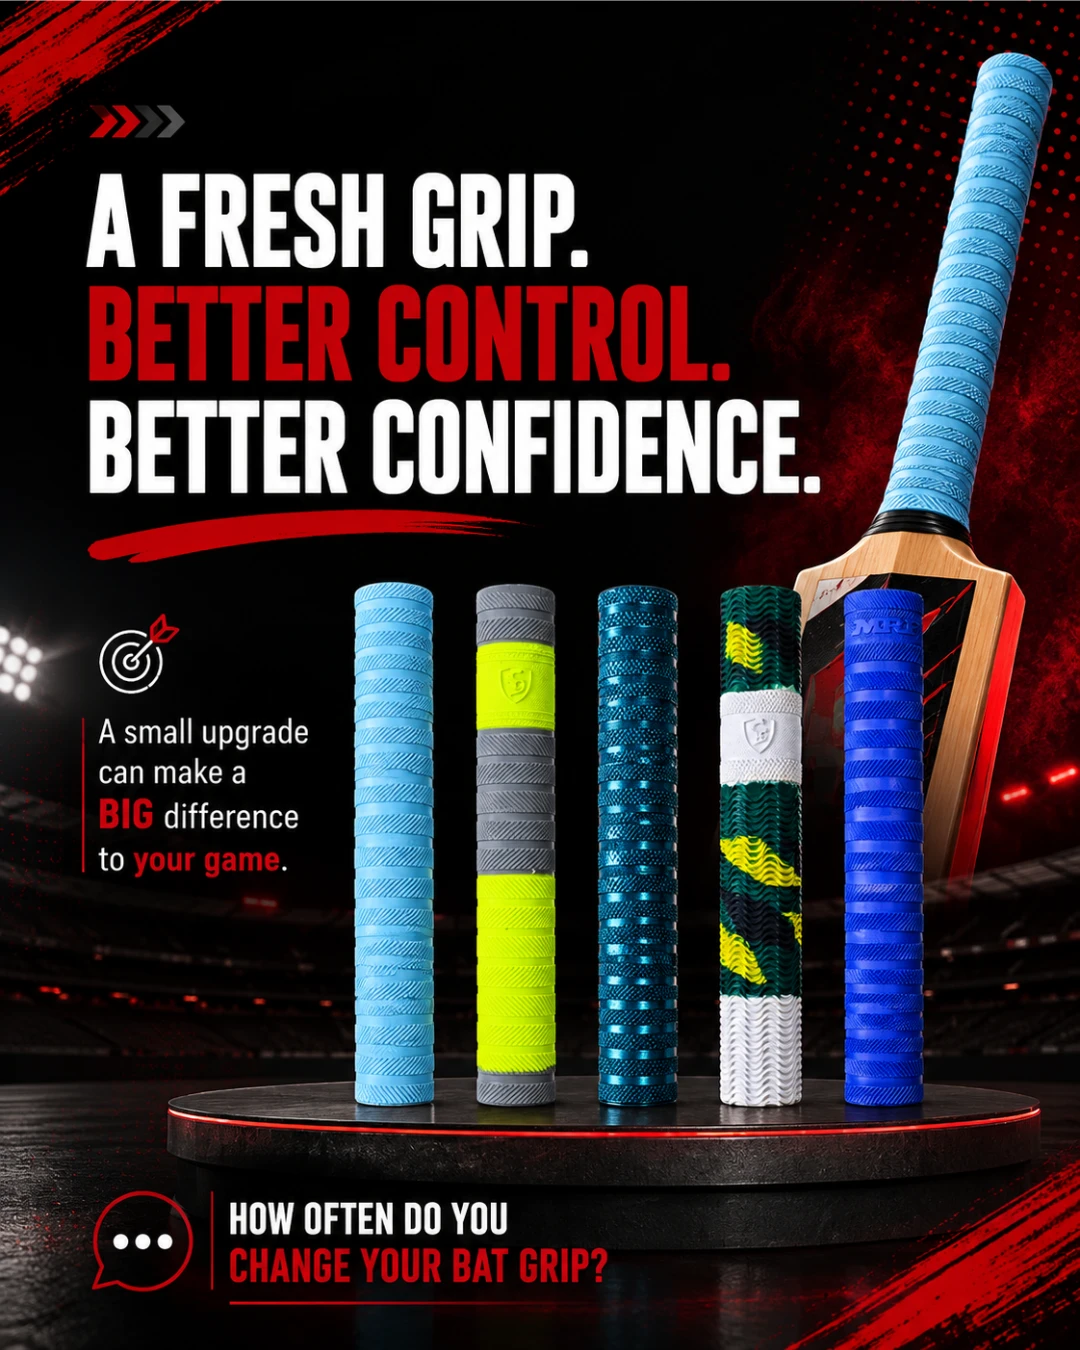 A FRESH GRIP.
BETTER CONTROL.
BETTER CONFIDENCE.
A small upgrade
can make a
BIG difference
to your game.
MRF
HOW OFTEN DO YOU
CHANGE YOUR BAT GRIP?